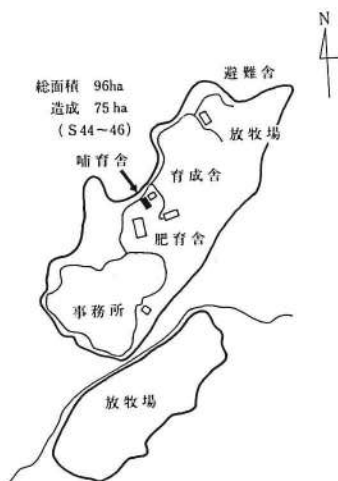 N
避難舎
総面積 96ha
造成 75ha
(S44~46)
放牧場
哺育舎
育成舎
肥育舎
事務所
放牧場